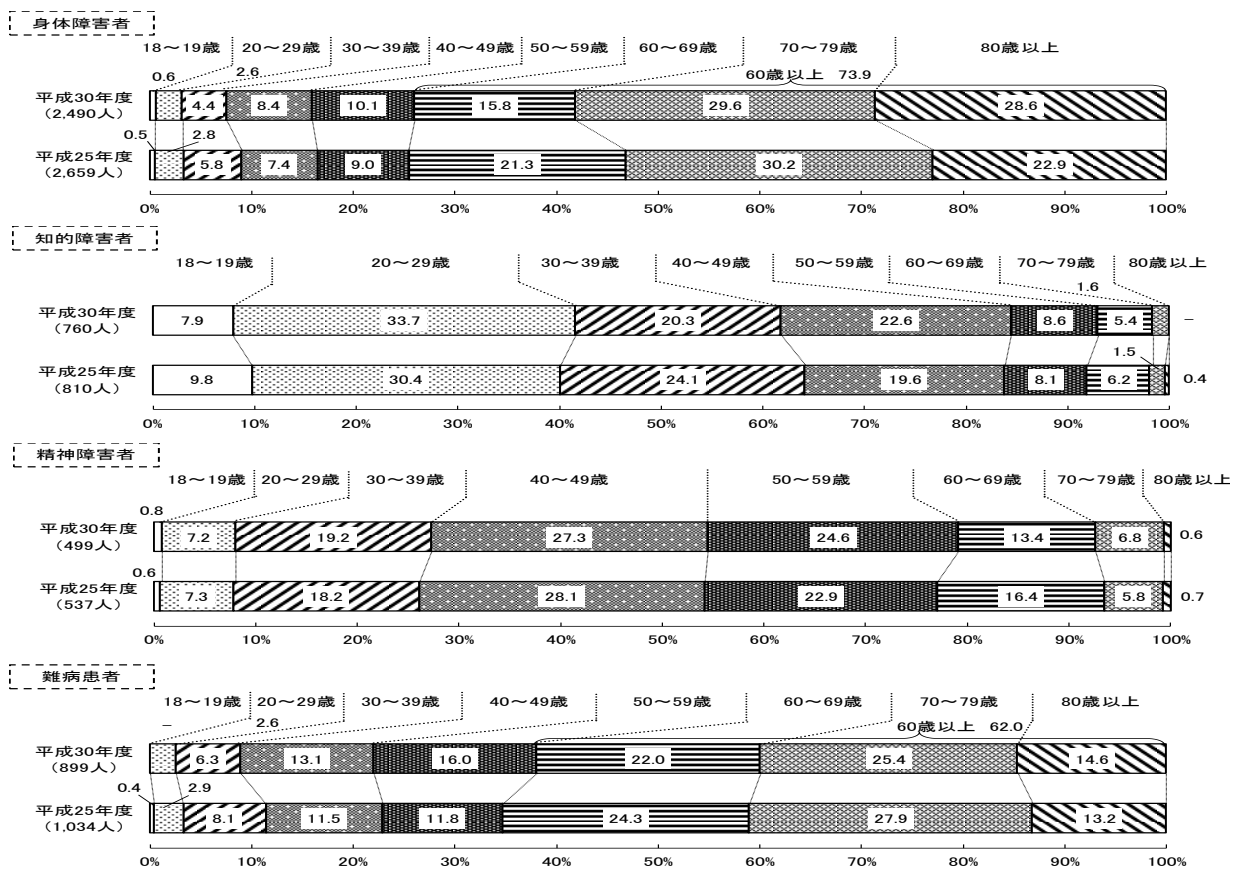 身体障害者
18～19歳 20～29歳 30～39歳 40～49歳 50～59歳 60～69歳 70～79歳 80歳以上
0.6 2.6 60歳以上 73.9
平成30年度 4.4 8.4 10.1 15.8 29.6 28.6
(2,490人)
0.5 2.8
平成25年度 5.8 7.4 9.0 21.3 30.2 22.9
(2,659人)
0% 10% 20% 30% 40% 50% 60% 70% 80% 90% 100%
知的障害者
18～19歳 20～29歳 30～39歳 40～49歳 50～59歳 60～69歳 70～79歳 80歳以上
1.6
平成30年度 7.9 33.7 20.3 22.6 8.6 5.4 －
(760人)
1.5
平成25年度 9.8 30.4 24.1 19.6 8.1 6.2 0.4
(810人)
0% 10% 20% 30% 40% 50% 60% 70% 80% 90% 100%
精神障害者
18～19歳 20～29歳 30～39歳 40～49歳 50～59歳 60～69歳 70～79歳 80歳以上
0.8
平成30年度 7.2 19.2 27.3 24.6 13.4 6.8 0.6
(499人)
0.6
平成25年度 7.3 18.2 28.1 22.9 16.4 5.8 0.7
(537人)
0% 10% 20% 30% 40% 50% 60% 70% 80% 90% 100%
難病患者
18～19歳 20～29歳 30～39歳 40～49歳 50～59歳 60～69歳 70～79歳 80歳以上
－ 2.6 60歳以上 62.0
平成30年度 6.3 13.1 16.0 22.0 25.4 14.6
(899人)
0.4 2.9
平成25年度 8.1 11.5 11.8 24.3 27.9 13.2
(1,034人)
0% 10% 20% 30% 40% 50% 60% 70% 80% 90% 100%